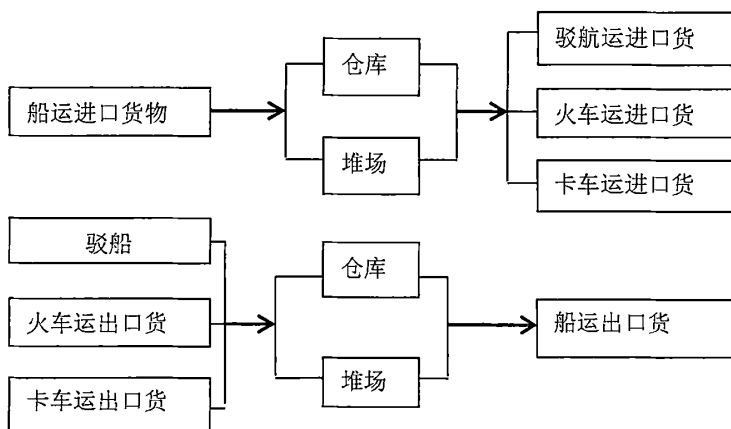 船运进口货物
仓库
堆场
驳航运进口货
火车运进口货
卡车运进口货
驳船
火车运出口货
卡车运出口货
仓库
堆场
船运出口货